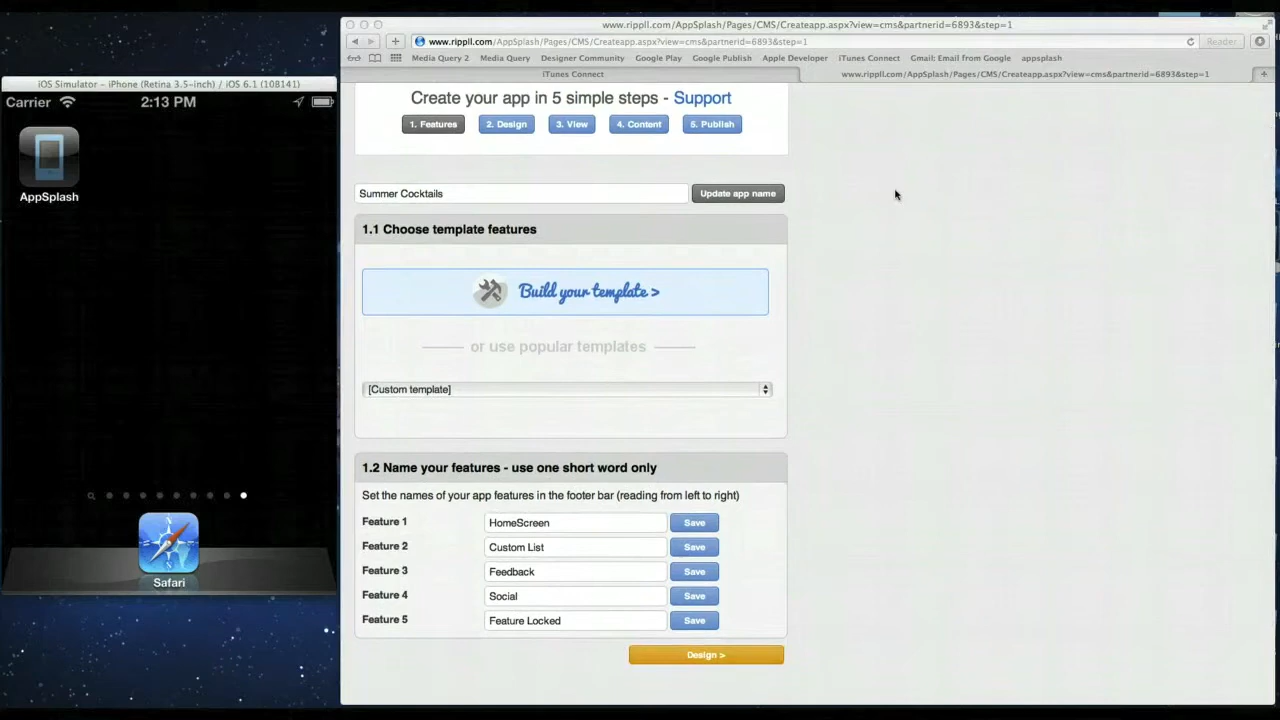 www.rippll.com/AppSplash/Pages/CMS/Createapp.aspx?view=cms&partnerid=6893&step=1
www.rippll.com/AppSplash/Pages/CMS/Createapp.aspx?view=cms&partnerid=6893&step=1
Reader
Media Query 2 Media Query Designer Community Google Play Google Publish Apple Developer iTunes Connect Gmail: Email from Google appsplash
iTunes Connect
www.rippll.com/AppSplash/Pages/CMS/Createapp.aspx?view=cms&partnerid=6893&step=1
iOS Simulator – iPhone (Retina 3.5-inch) / iOS 6.1 (10B141)
Carrier 2:13 PM
AppSplash
Safari
Create your app in 5 simple steps - Support
1. Features 2. Design 3. View 4. Content 5. Publish
Summer Cocktails Update app name
1.1 Choose template features
Build your template >
or use popular templates
[Custom template]
1.2 Name your features - use one short word only
Set the names of your app features in the footer bar (reading from left to right)
Feature 1 HomeScreen Save
Feature 2 Custom List Save
Feature 3 Feedback Save
Feature 4 Social Save
Feature 5 Feature Locked Save
Design >